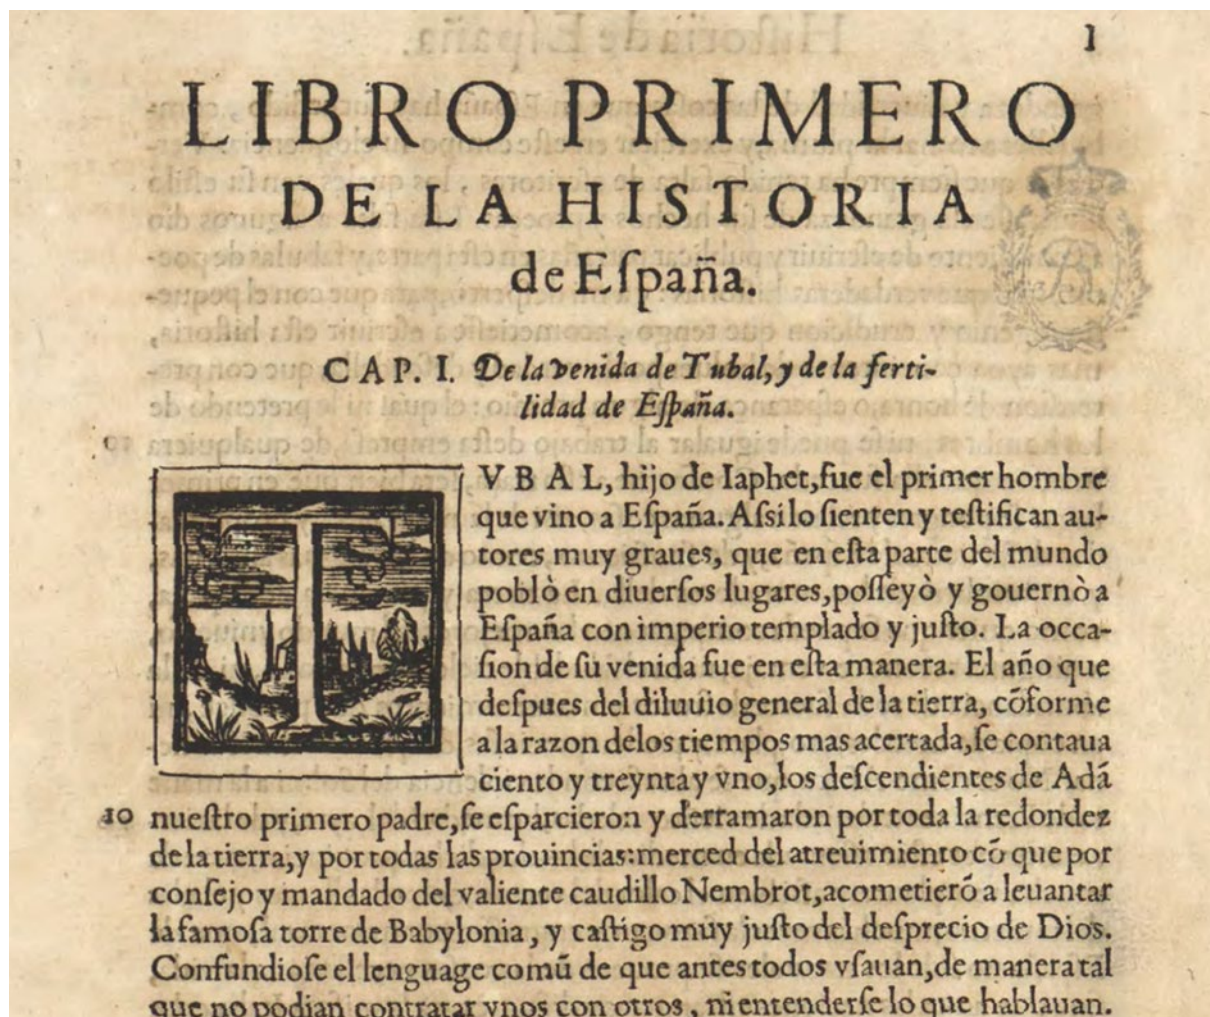 1
LIBRO PRIMERO
DE LA HISTORIA
de Eſpaña.
CAP. I. De la venida de Tubal, y de la ferti-
lidad de Eſpaña.
TVBAL, hijo de Iaphet, fue el primer hombre
que vino a Eſpaña. Aſsi lo ſienten y teſtifican au-
tores muy graues, que en eſta parte del mundo
poblò en diuerſos lugares, poſſeyò y gouernò a
Eſpaña con imperio templado y juſto. La occa-
ſion de ſu venida fue en eſta manera. El año que
deſpues del diluuio general de la tierra, cõforme
a la razon delos tiempos mas acertada, ſe contaua
ciento y treynta y vno, los deſcendientes de Adã
10 nueſtro primero padre, ſe eſparcieron y derramaron por toda la redondez
de la tierra, y por todas las prouincias: merced del atreuimiento cõ que por
conſejo y mandado del valiente caudillo Nembrot, acometierõ a leuantar
la famoſa torre de Babylonia, y caſtigo muy juſto del deſprecio de Dios.
Confundioſe el lenguage comũ de que antes todos vſauan, de manera tal
que no podian contratar vnos con otros, ni entenderſe lo que hablauan.